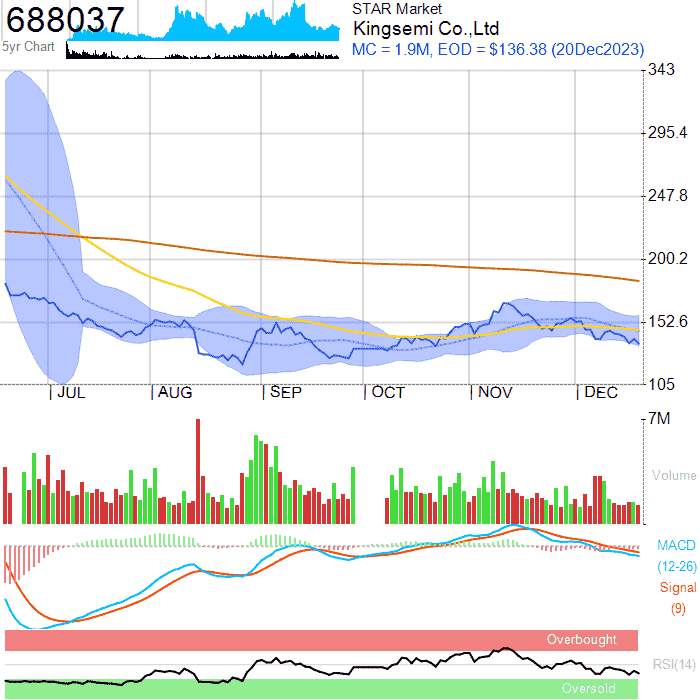 688037
5yr Chart
STAR Market
Kingsemi Co.,Ltd
MC = 1.9M, EOD = $136.38 (20Dec2023)
343
295.4
247.8
200.2
152.6
105
JUL
AUG
SEP
OCT
NOV
DEC
7M
Volume
MACD
(12-26)
Signal
(9)
Overbought
RSI(14)
Oversold